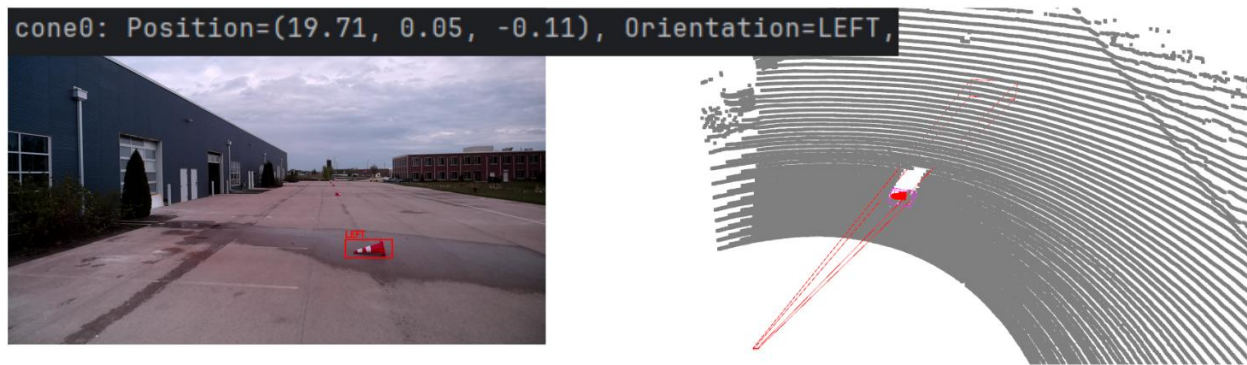 cone0: Position=(19.71, 0.05, -0.11), Orientation=LEFT,
LEFT